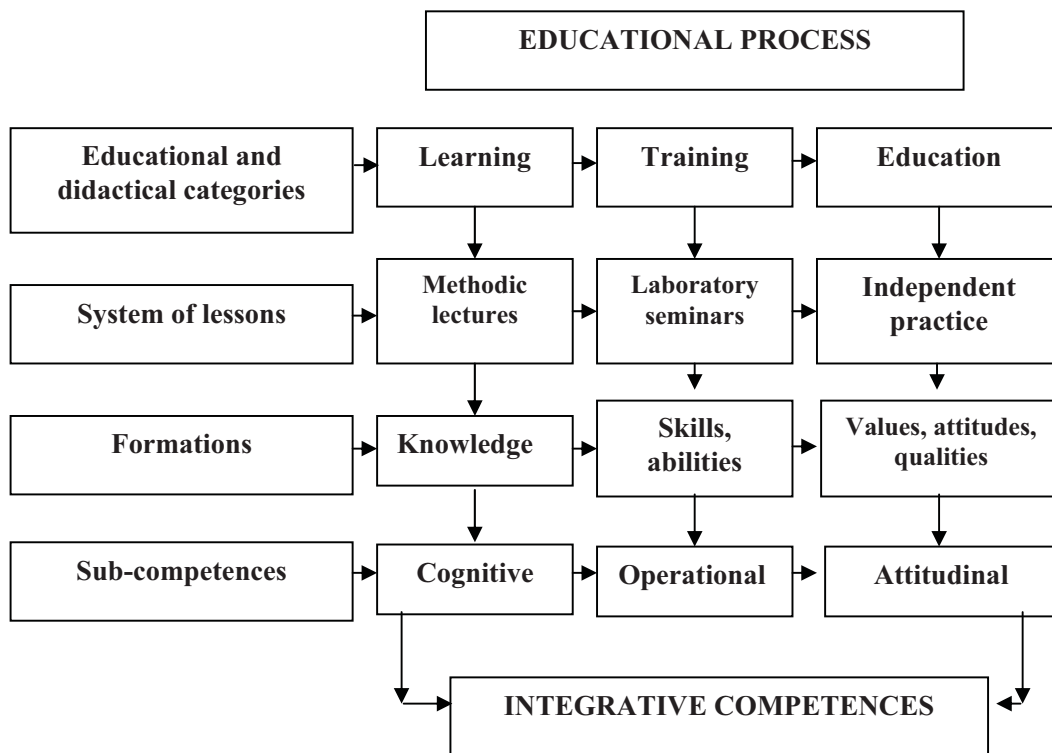 EDUCATIONAL PROCESS
Educational and
didactical categories
Learning
Training
Education
System of lessons
Methodic
lectures
Laboratory
seminars
Independent
practice
Formations
Knowledge
Skills,
abilities
Values, attitudes,
qualities
Sub-competences
Cognitive
Operational
Attitudinal
INTEGRATIVE COMPETENCES